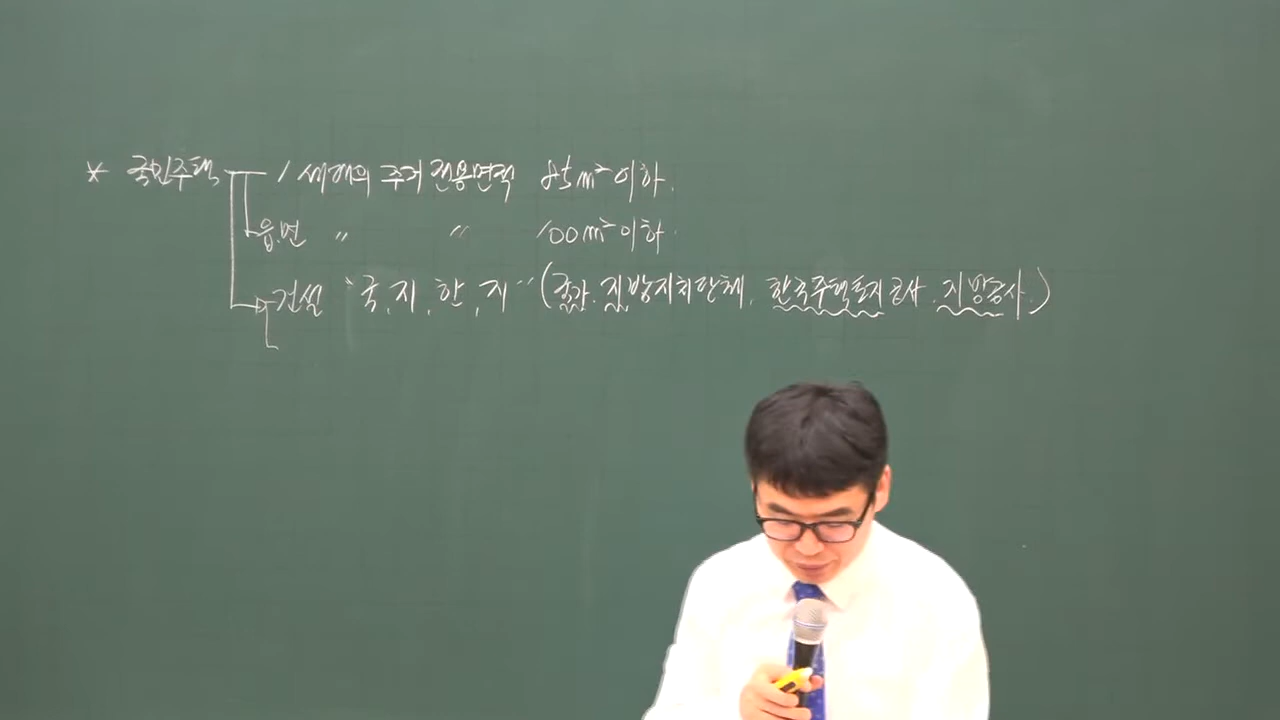 * 국민주택 1세대의 주거전용면적 85m² 이하.
읍.면 〃 〃 100m² 이하.
건설 "국, 지, 한, 지" (국가. 지방자치단체, 한국주택토지공사. 지방공사.)